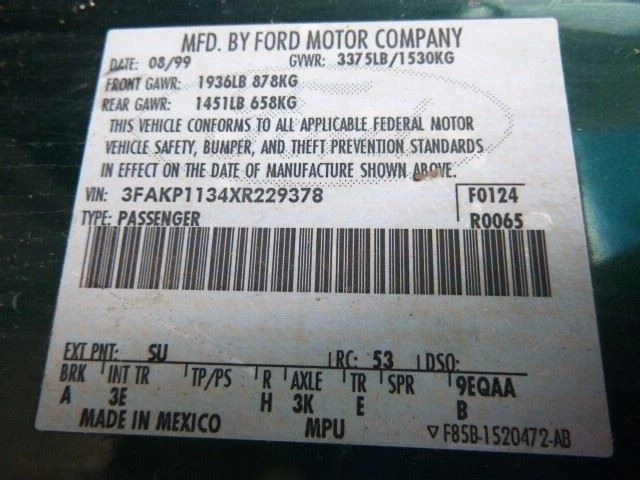 MFD. BY FORD MOTOR COMPANY
DATE: 08/99 GVWR: 3375LB/1530KG
FRONT GAWR: 1936LB 878KG
REAR GAWR: 1451LB 658KG
THIS VEHICLE CONFORMS TO ALL APPLICABLE FEDERAL MOTOR
VEHICLE SAFETY, BUMPER, AND THEFT PREVENTION STANDARDS
IN EFFECT ON THE DATE OF MANUFACTURE SHOWN ABOVE.
VIN: 3FAKP1134XR229378 F0124
TYPE: PASSENGER R0065
EXT PNT: SU RC: 53 DSO:
BRK INT TR TP/PS R AXLE TR SPR 9EQAA
A 3E H 3K E B
MADE IN MEXICO MPU ▽F85B-1520472-AB